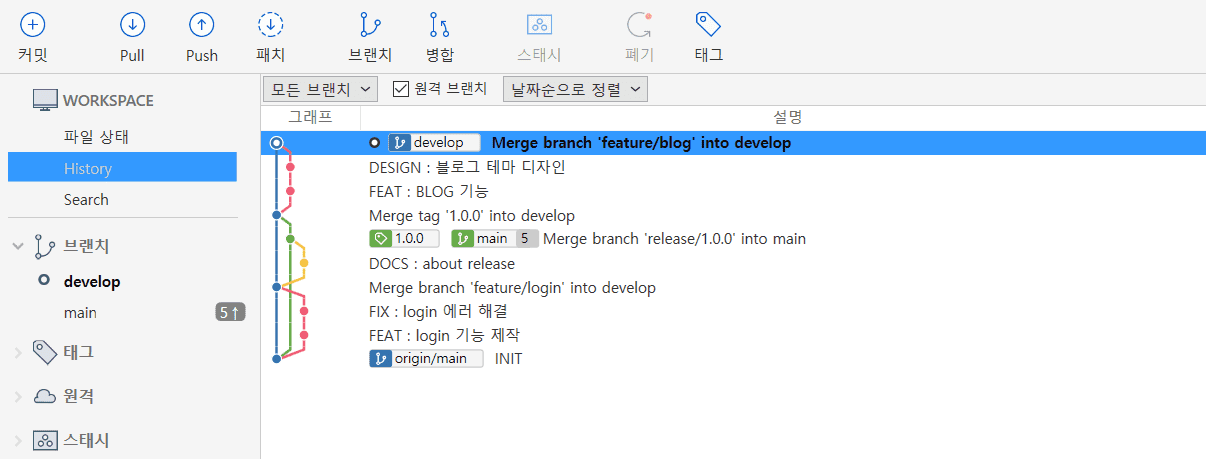 커밋 Pull Push 패치 브랜치 병합 스태시 폐기 태그
WORKSPACE
파일 상태
History
Search
브랜치
develop
main 5↑
태그
원격
스태시
모든 브랜치 원격 브랜치 날짜순으로 정렬
그래프 설명
develop Merge branch 'feature/blog' into develop
DESIGN : 블로그 테마 디자인
FEAT : BLOG 기능
Merge tag '1.0.0' into develop
1.0.0 main 5 Merge branch 'release/1.0.0' into main
DOCS : about release
Merge branch 'feature/login' into develop
FIX : login 에러 해결
FEAT : login 기능 제작
origin/main INIT